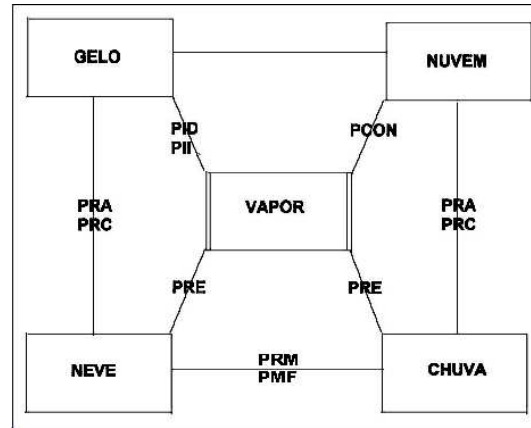 GELO
NUVEM
PID
PII
PCON
VAPOR
PRA
PRC
PRA
PRC
PRE
PRE
NEVE
PRM
PMF
CHUVA